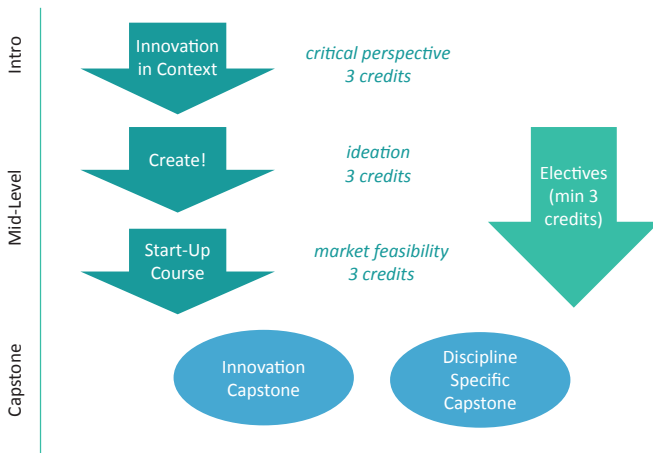 Intro
Innovation
in Context
critical perspective
3 credits
Mid-Level
Create!
ideation
3 credits
Electives
(min 3
credits)
Start-Up
Course
market feasibility
3 credits
Capstone
Innovation
Capstone
Discipline
Specific
Capstone